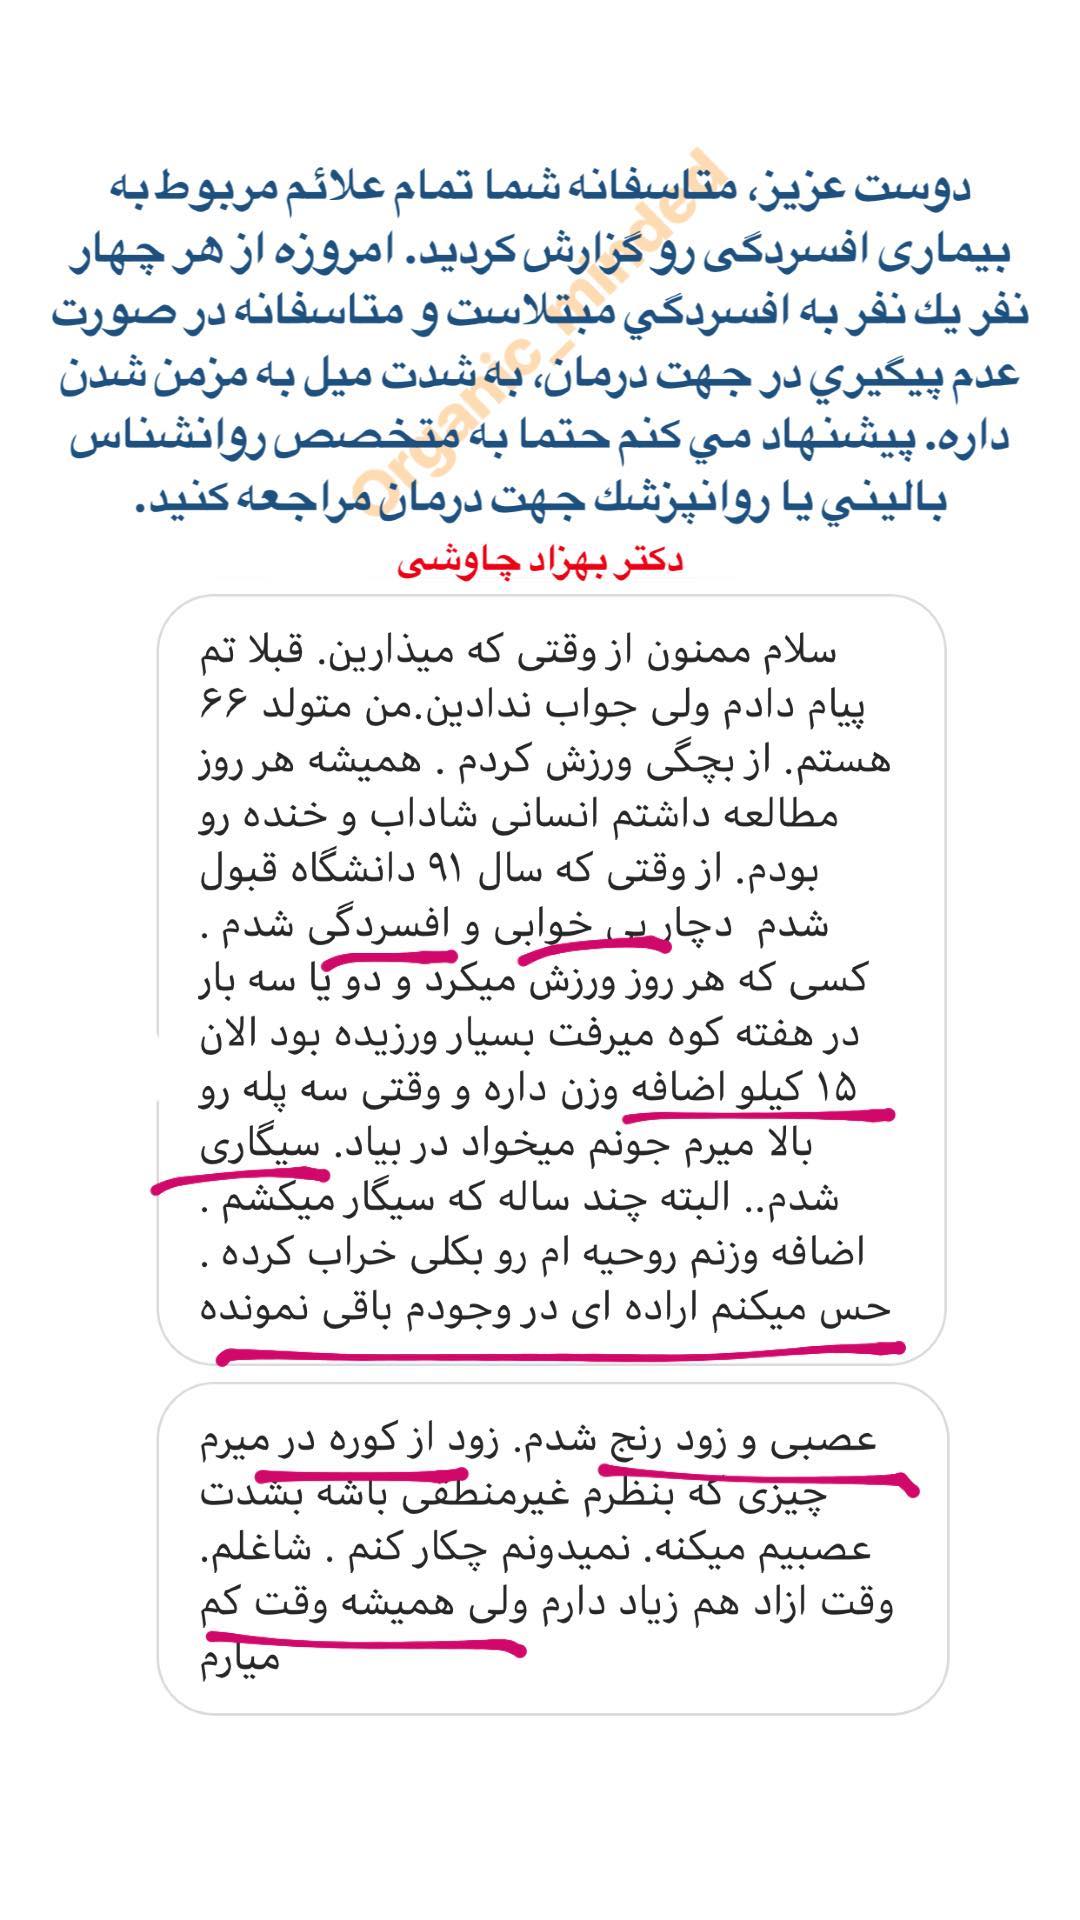 دوست عزیز، متاسفانه شما تمام علائم مربوط به
بیماری افسردگی رو گزارش کردید. امروزه از هر چهار
نفر يك نفر به افسردگي مبتلاست و متاسفانه در صورت
عدم پيگيري در جهت درمان، به شدت ميل به مزمن شدن
داره. پيشنهاد مي كنم حتما به متخصص روانشناس
باليني يا روانپزشك جهت درمان مراجعه كنيد.
Organic_minded
دکتر بهزاد چاوشی
سلام ممنون از وقتی که میذارین. قبلا تم
پیام دادم ولی جواب ندادین.من متولد ۶۶
هستم. از بچگی ورزش کردم . همیشه هر روز
مطالعه داشتم انسانی شاداب و خنده رو
بودم. از وقتی که سال ۹۱ دانشگاه قبول
شدم دچار بی خوابی و افسردگی شدم .
کسی که هر روز ورزش میکرد و دو یا سه بار
در هفته کوه میرفت بسیار ورزیده بود الان
۱۵ کیلو اضافه وزن داره و وقتی سه پله رو
بالا میرم جونم میخواد در بیاد. سیگاری
شدم.. البته چند ساله که سیگار میکشم .
اضافه وزنم روحیه ام رو بکلی خراب کرده .
حس میکنم اراده ای در وجودم باقی نمونده
عصبی و زود رنج شدم. زود از کوره در میرم
چیزی که بنظرم غیرمنطقی باشه بشدت
عصبیم میکنه. نمیدونم چکار کنم . شاغلم.
وقت ازاد هم زیاد دارم ولی همیشه وقت کم
میارم